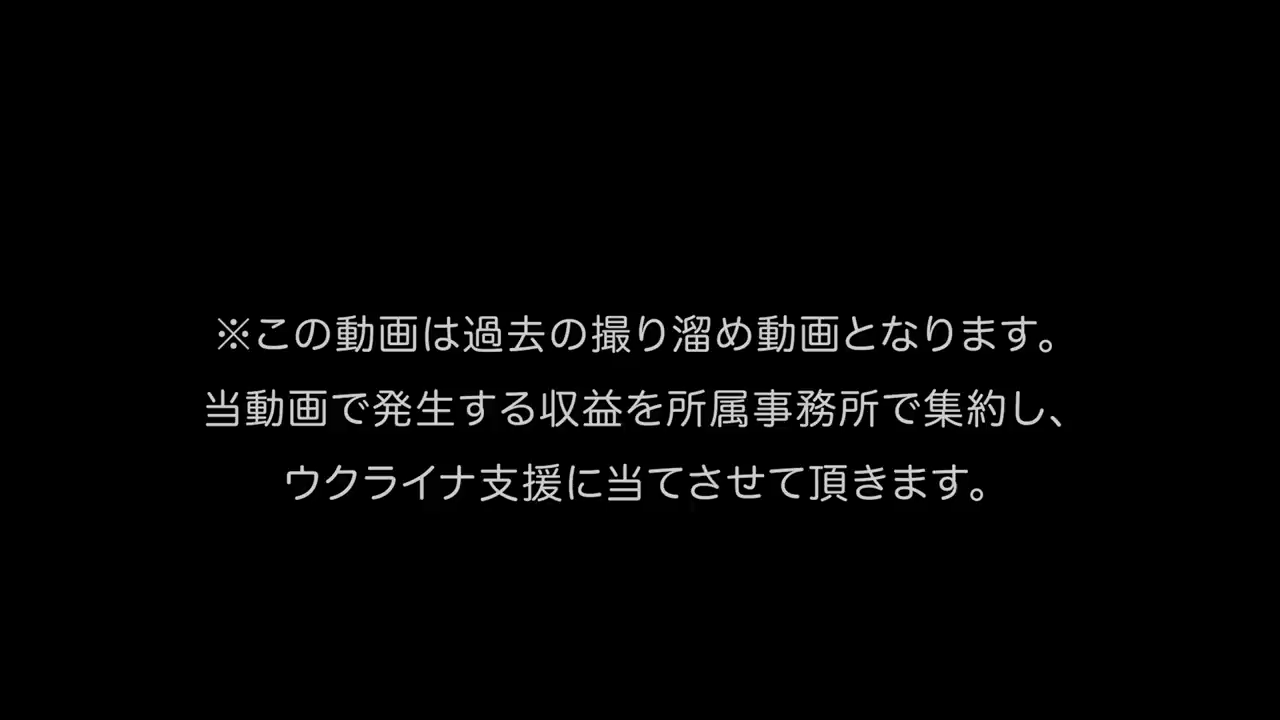 ※この動画は過去の撮り溜め動画となります。
当動画で発生する収益を所属事務所で集約し、
ウクライナ支援に当てさせて頂きます。